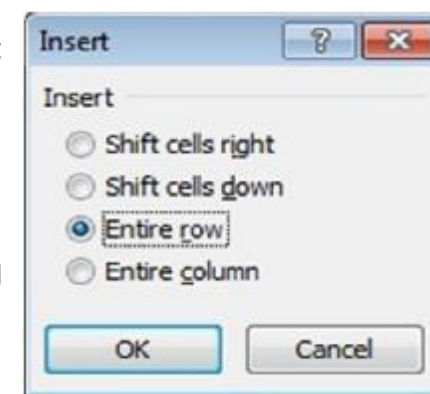 Insert
Insert
Shift cells right
Shift cells down
Entire row
Entire column
OK Cancel